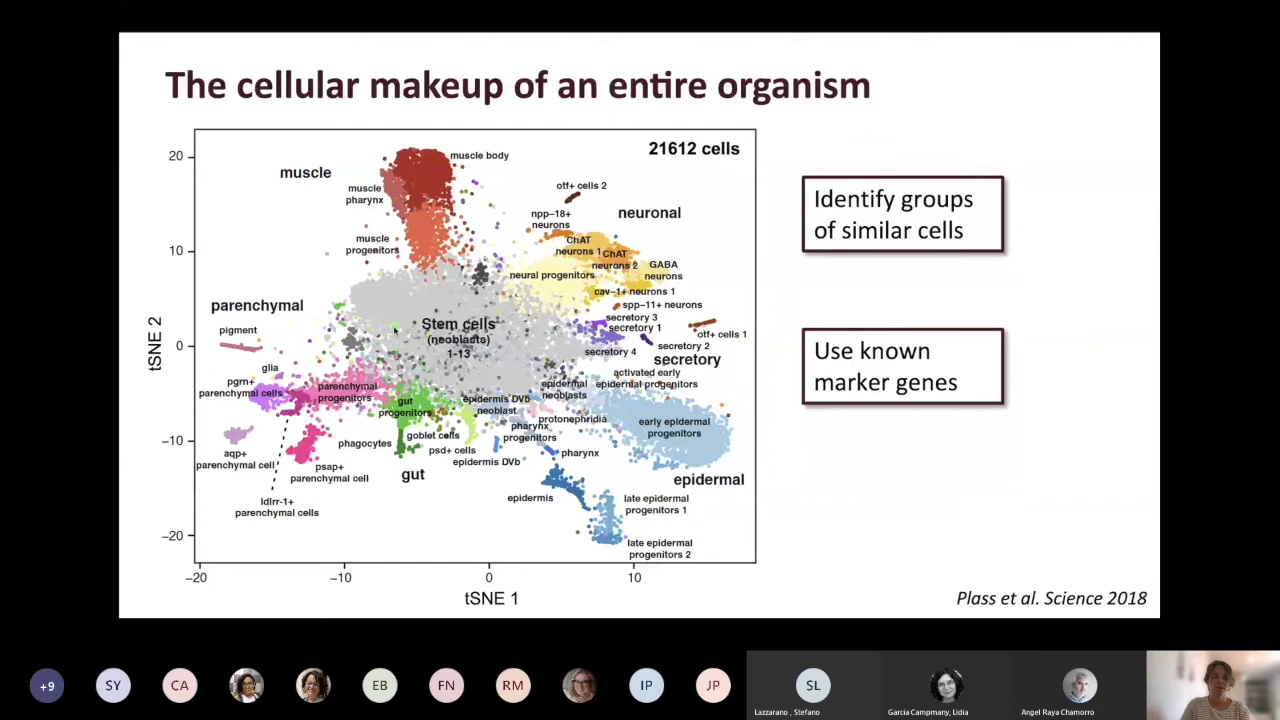 The cellular makeup of an entire organism
21612 cells
muscle
muscle body
muscle
pharynx
muscle
progenitors
otf+ cells 2
npp–18+
neurons
neuronal
ChAT
neurons 1
ChAT
neurons 2
GABA
neurons
neural progenitors
cav–1+ neurons 1
spp–11+ neurons
parenchymal
pigment
Stem cells
(neoblasts)
1-13
secretory 3
secretory 1
otf+ cells 1
secretory 2
secretory 4
secretory
glia
pgrn+
parenchymal cells
parenchymal
progenitors
gut
progenitors
epidermal
neoblasts
activated early
epidermal progenitors
epidermis DVb
neoblast
protonephridia
early epidermal
progenitors
pharynx
progenitors
goblet cells
phagocytes
psd+ cells
epidermis DVb
pharynx
aqp+
parenchymal cell
psap+
parenchymal cell
gut
epidermal
ldlrr-1+
parenchymal cells
epidermis
late epidermal
progenitors 1
late epidermal
progenitors 2
20
10
0
−10
−20
tSNE 2
−20
−10
0
10
tSNE 1
Identify groups
of similar cells
Use known
marker genes
Plass et al. Science 2018
+9
SY
CA
EB
FN
RM
IP
JP
SL
Lazzarano , Stefano
Garcia Campmany, Lidia
Angel Raya Chamorro